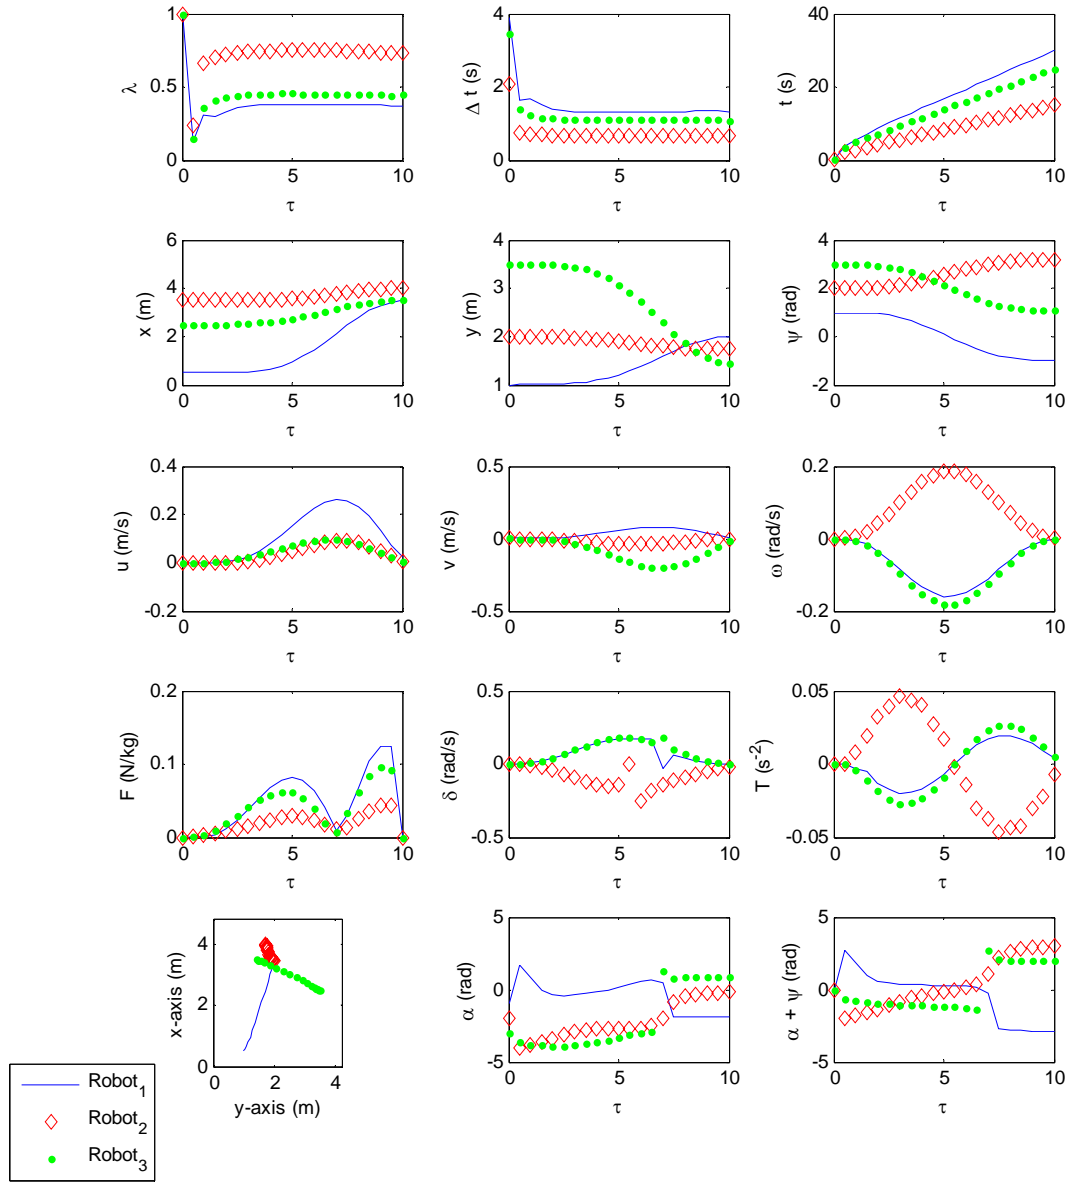 1
0.5
0
λ
0 5 10
τ
4
3
2
1
0
Δ t (s)
0 5 10
τ
40
20
0
t (s)
0 5 10
τ
6
4
2
0
x (m)
0 5 10
τ
4
3
2
1
y (m)
0 5 10
τ
4
2
0
-2
ψ (rad)
0 5 10
τ
0.4
0.2
0
-0.2
u (m/s)
0 5 10
τ
0.5
0
-0.5
v (m/s)
0 5 10
τ
0.2
0
-0.2
ω (rad/s)
0 5 10
τ
0.2
0.1
0
F (N/kg)
0 5 10
τ
0.5
0
-0.5
δ (rad/s)
0 5 10
τ
0.05
0
-0.05
T (s⁻²)
0 5 10
τ
4
2
0
x-axis (m)
0 2 4
y-axis (m)
5
0
-5
α (rad)
0 5 10
τ
5
0
-5
α + ψ (rad)
0 5 10
τ
Robot₁
Robot₂
Robot₃